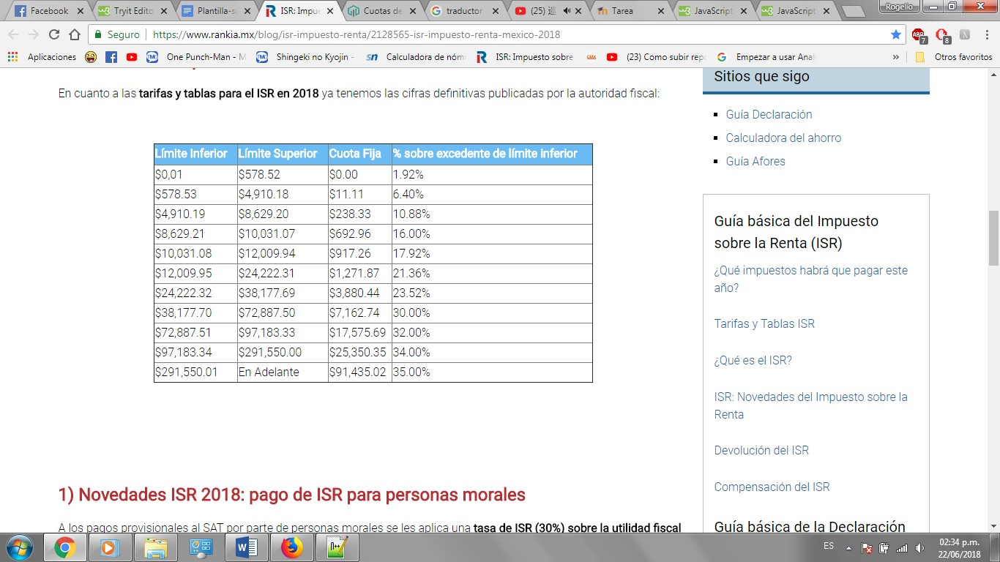 Rogelio
Facebook
Tryit Edito
Plantilla-s
ISR: Impue
Cuotas de
traductor
(25)
Tarea
JavaScript
JavaScript
Seguro
https://www.rankia.mx/blog/isr-impuesto-renta/2128565-isr-impuesto-renta-mexico-2018
ABP 7
8
Aplicaciones
One Punch-Man - M
Shingeki no Kyojin -
sn Calculadora de nómi
ISR: Impuesto sobre
(23) Como subir repo
Empezar a usar Anal
»
Otros favoritos
En cuanto a las tarifas y tablas para el ISR en 2018 ya tenemos las cifras definitivas publicadas por la autoridad fiscal:
Límite Inferior Límite Superior Cuota Fija % sobre excedente de límite inferior
$0,01 $578.52 $0.00 1.92%
$578.53 $4,910.18 $11.11 6.40%
$4,910.19 $8,629.20 $238.33 10.88%
$8,629.21 $10,031.07 $692.96 16.00%
$10,031.08 $12,009.94 $917.26 17.92%
$12,009.95 $24,222.31 $1,271.87 21.36%
$24,222.32 $38,177.69 $3,880.44 23.52%
$38,177.70 $72,887.50 $7,162.74 30.00%
$72,887.51 $97,183.33 $17,575.69 32.00%
$97,183.34 $291,550.00 $25,350.35 34.00%
$291,550.01 En Adelante $91,435.02 35.00%
1) Novedades ISR 2018: pago de ISR para personas morales
A los pagos provisionales al SAT por parte de personas morales se les aplica una tasa de ISR (30%) sobre la utilidad fiscal
Sitios que sigo
Guía Declaración
Calculadora del ahorro
Guía Afores
Guía básica del Impuesto
sobre la Renta (ISR)
¿Qué impuestos habrá que pagar este
año?
Tarifas y Tablas ISR
¿Qué es el ISR?
ISR: Novedades del Impuesto sobre la
Renta
Devolución del ISR
Compensación del ISR
Guía básica de la Declaración
ES
02:34 p.m.
22/06/2018